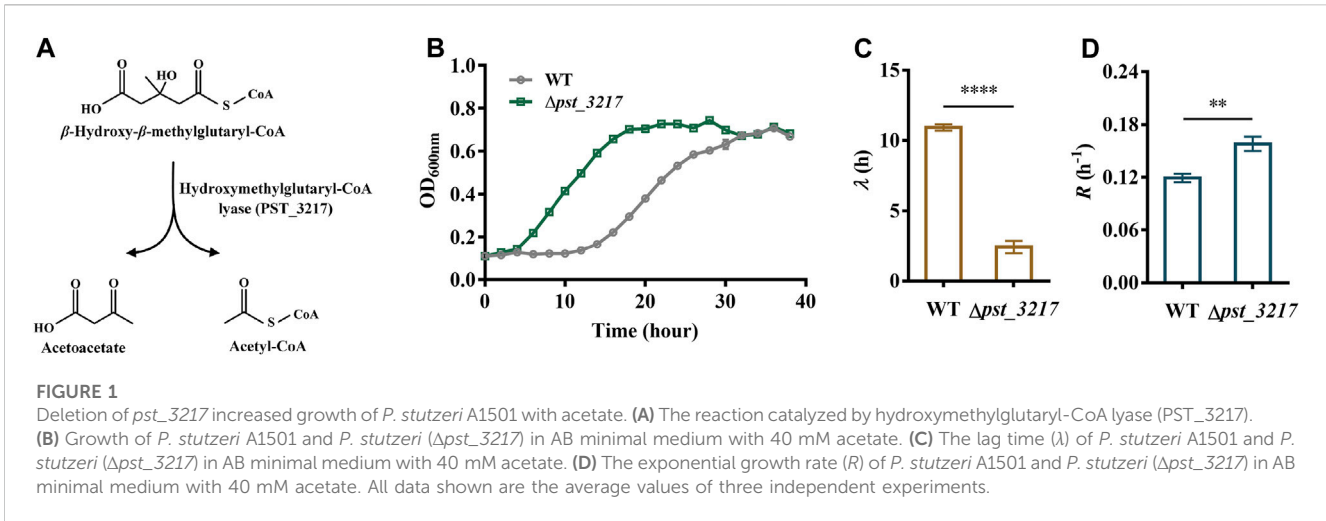 A
O
HO
O
HO
S
CoA
β-Hydroxy-β-methylglutaryl-CoA
Hydroxymethylglutaryl-CoA
lyase (PST_3217)
O
O
HO
Acetoacetate
O
S
CoA
Acetyl-CoA
B
WT
Δpst_3217
OD600nm
1.0
0.8
0.6
0.4
0.2
0.0
0
10
20
30
40
Time (hour)
C
****
λ (h)
15
10
5
0
WT
Δpst_3217
D
**
R (h⁻¹)
0.24
0.18
0.12
0.06
0.00
WT
Δpst_3217
FIGURE 1
Deletion of pst_3217 increased growth of P. stutzeri A1501 with acetate. (A) The reaction catalyzed by hydroxymethylglutaryl-CoA lyase (PST_3217).
(B) Growth of P. stutzeri A1501 and P. stutzeri (Δpst_3217) in AB minimal medium with 40 mM acetate. (C) The lag time (λ) of P. stutzeri A1501 and P.
stutzeri (Δpst_3217) in AB minimal medium with 40 mM acetate. (D) The exponential growth rate (R) of P. stutzeri A1501 and P. stutzeri (Δpst_3217) in AB
minimal medium with 40 mM acetate. All data shown are the average values of three independent experiments.